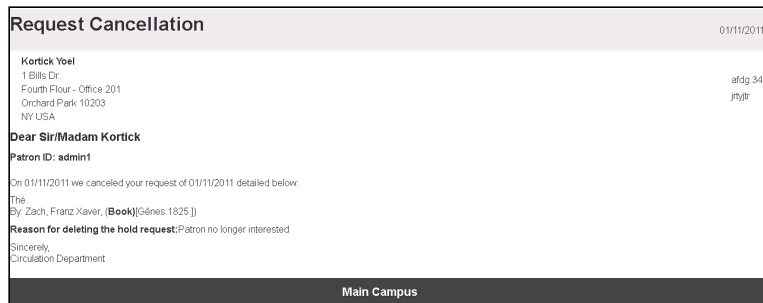 Request Cancellation
01/11/2011
Kortick Yoel
1 Bills Dr.
Fourth Flour - Office 201
Orchard Park 10203
NY USA
afdg 34
jrtyjtr
Dear Sir/Madam Kortick
Patron ID: admin1
On 01/11/2011 we canceled your request of 01/11/2011 detailed below:
Thé.
By: Zach, Franz Xaver, (Book)[Gênes.1825.])
Reason for deleting the hold request:Patron no longer interested
Sincerely,
Circulation Department
Main Campus